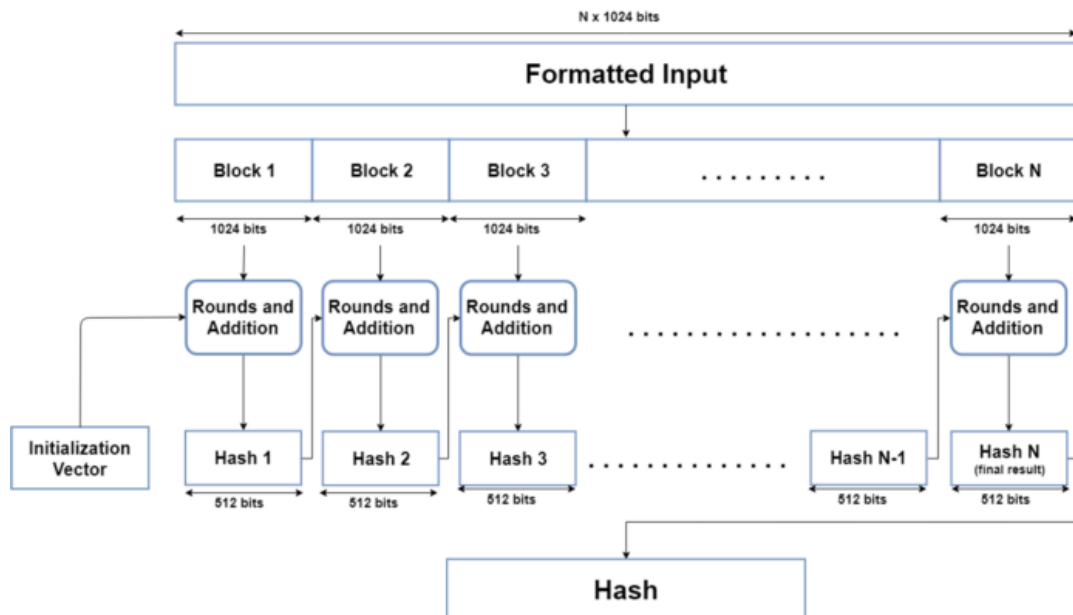 N x 1024 bits
Formatted Input
Block 1
Block 2
Block 3
. . . . . . . . .
Block N
1024 bits
1024 bits
1024 bits
1024 bits
Rounds and
Addition
Rounds and
Addition
Rounds and
Addition
. . . . . . . . . . . . . . . . . . .
Rounds and
Addition
Initialization
Vector
Hash 1
Hash 2
Hash 3
. . . . . . . . . . . . . .
Hash N-1
Hash N
(final result)
512 bits
512 bits
512 bits
512 bits
512 bits
Hash